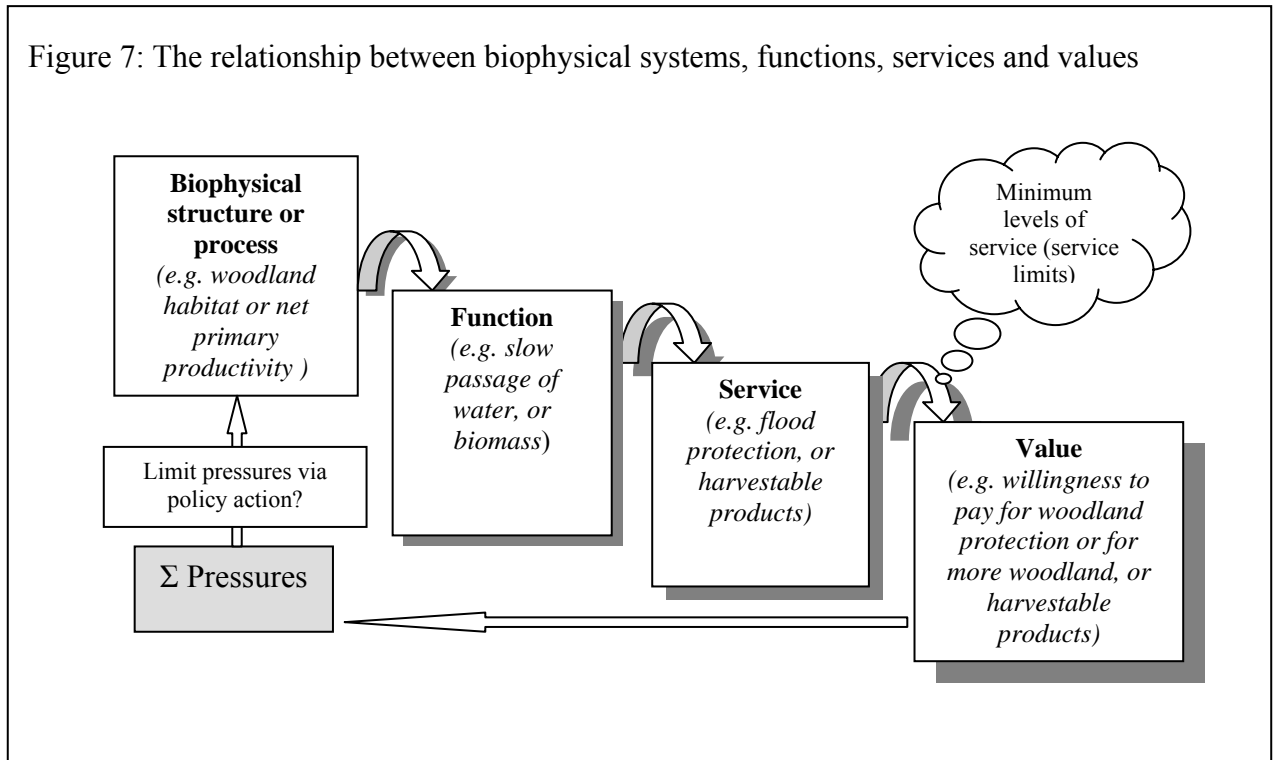 Figure 7: The relationship between biophysical systems, functions, services and values
Biophysical
structure or
process
(e.g. woodland
habitat or net
primary
productivity )
Function
(e.g. slow
passage of
water, or
biomass)
Service
(e.g. flood
protection, or
harvestable
products)
Value
(e.g. willingness to
pay for woodland
protection or for
more woodland, or
harvestable
products)
Minimum
levels of
service (service
limits)
Limit pressures via
policy action?
Σ Pressures